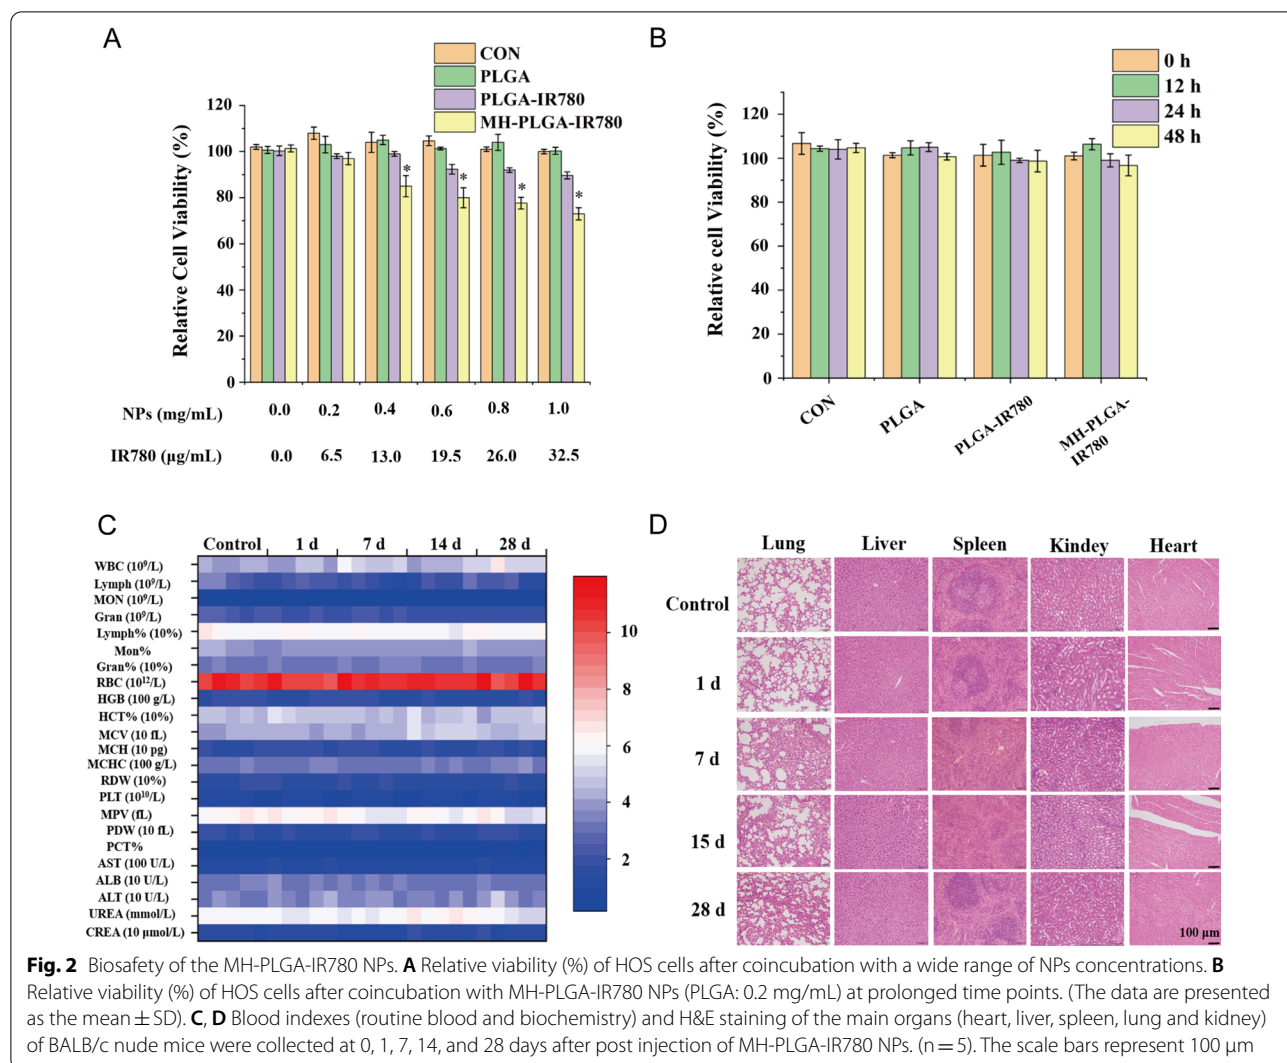 A
CON
PLGA
PLGA-IR780
MH-PLGA-IR780
Relative Cell Viability (%)
120
100
80
60
40
20
0
* * * *
NPs (mg/mL) 0.0 0.2 0.4 0.6 0.8 1.0
IR780 (μg/mL) 0.0 6.5 13.0 19.5 26.0 32.5
B
0 h
12 h
24 h
48 h
Relative cell Viability (%)
120
100
80
60
40
20
0
CON
PLGA
PLGA-IR780
MH-PLGA-
IR780
C
Control 1 d 7 d 14 d 28 d
WBC (10⁹/L)
Lymph (10⁹/L)
MON (10⁹/L)
Gran (10⁹/L)
Lymph% (10%)
Mon%
Gran% (10%)
RBC (10¹²/L)
HGB (100 g/L)
HCT% (10%)
MCV (10 fL)
MCH (10 pg)
MCHC (100 g/L)
RDW (10%)
PLT (10¹⁰/L)
MPV (fL)
PDW (10 fL)
PCT%
AST (100 U/L)
ALB (10 U/L)
ALT (10 U/L)
UREA (mmol/L)
CREA (10 μmol/L)
10
8
6
4
2
D
Lung Liver Spleen Kindey Heart
Control
1 d
7 d
15 d
28 d
100 μm
Fig. 2 Biosafety of the MH-PLGA-IR780 NPs. A Relative viability (%) of HOS cells after coincubation with a wide range of NPs concentrations. B
Relative viability (%) of HOS cells after coincubation with MH-PLGA-IR780 NPs (PLGA: 0.2 mg/mL) at prolonged time points. (The data are presented
as the mean ± SD). C, D Blood indexes (routine blood and biochemistry) and H&E staining of the main organs (heart, liver, spleen, lung and kidney)
of BALB/c nude mice were collected at 0, 1, 7, 14, and 28 days after post injection of MH-PLGA-IR780 NPs. (n = 5). The scale bars represent 100 μm